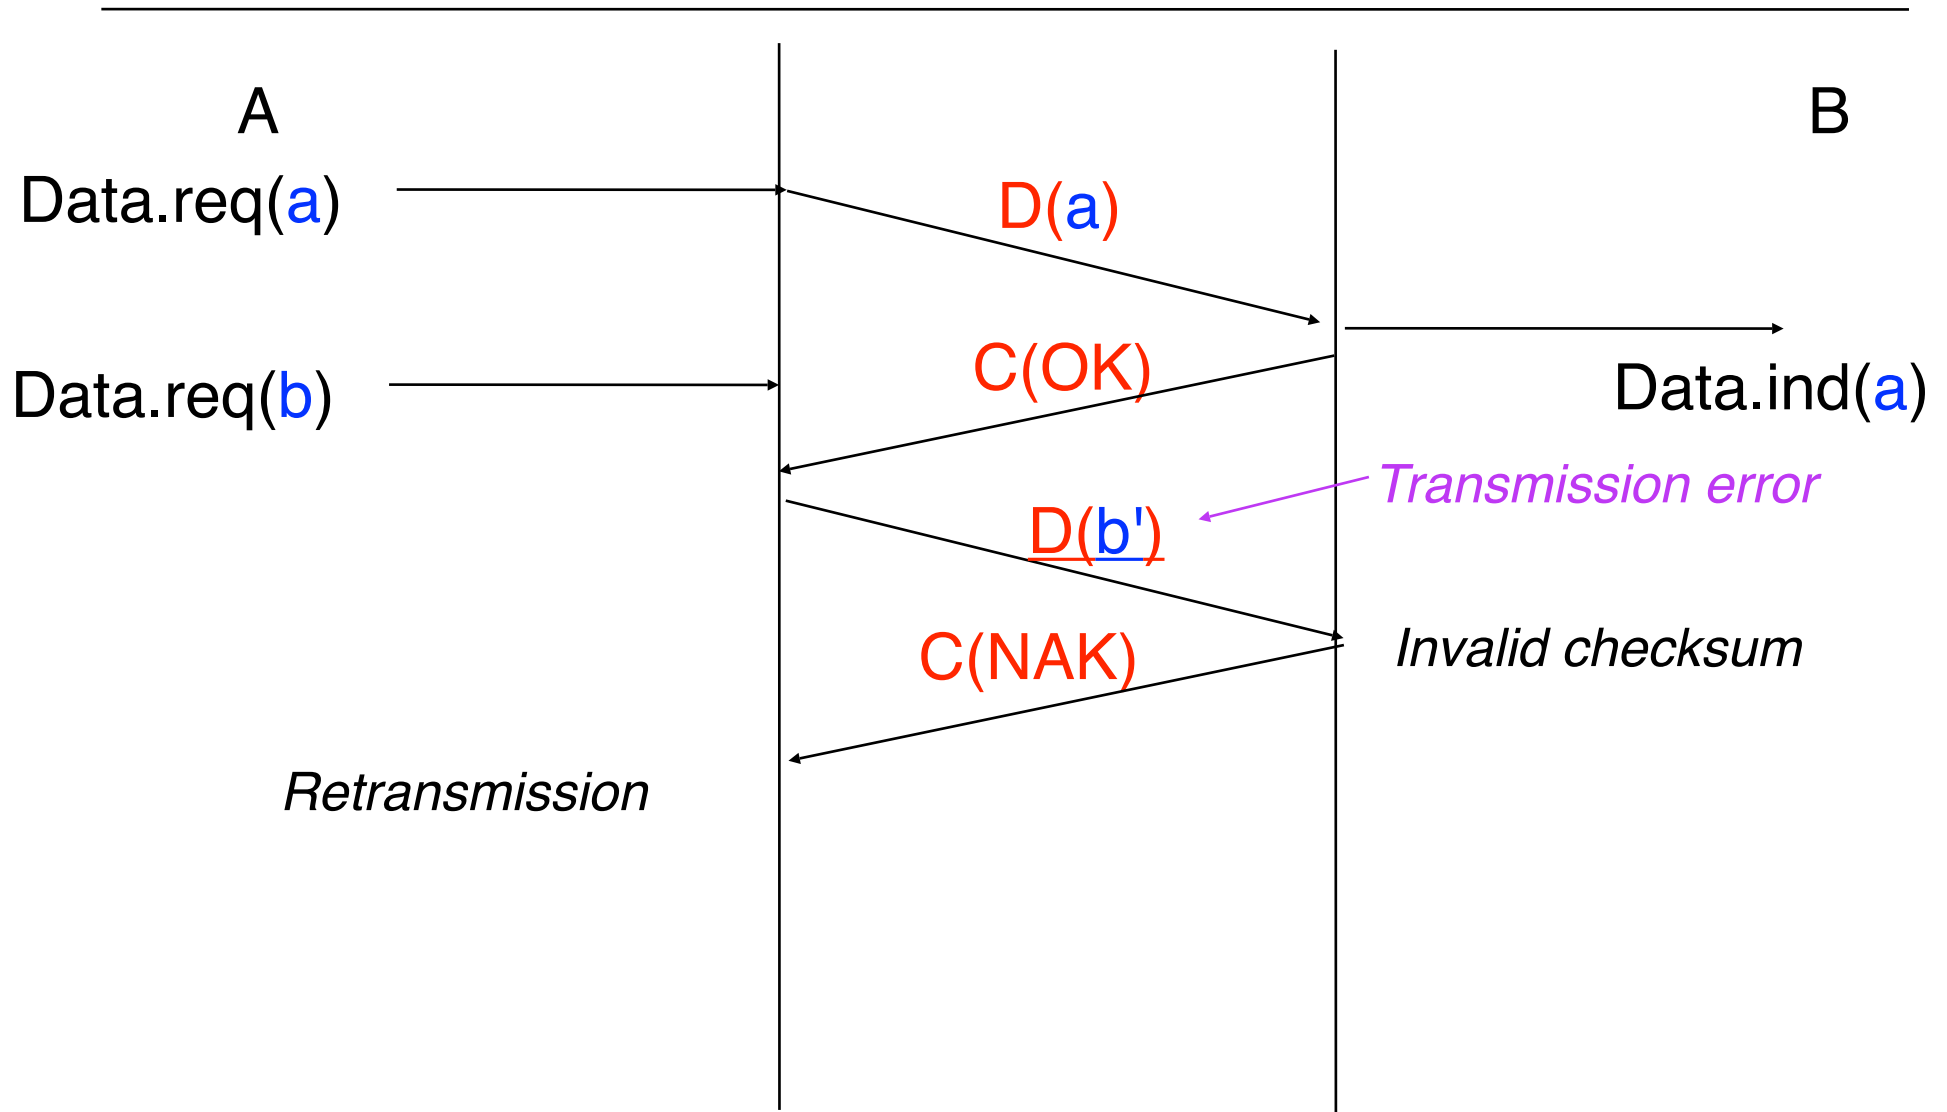 A
B
Data.req(a)
D(a)
C(OK)
Data.req(b)
Data.ind(a)
Transmission error
D(b')
Invalid checksum
C(NAK)
Retransmission